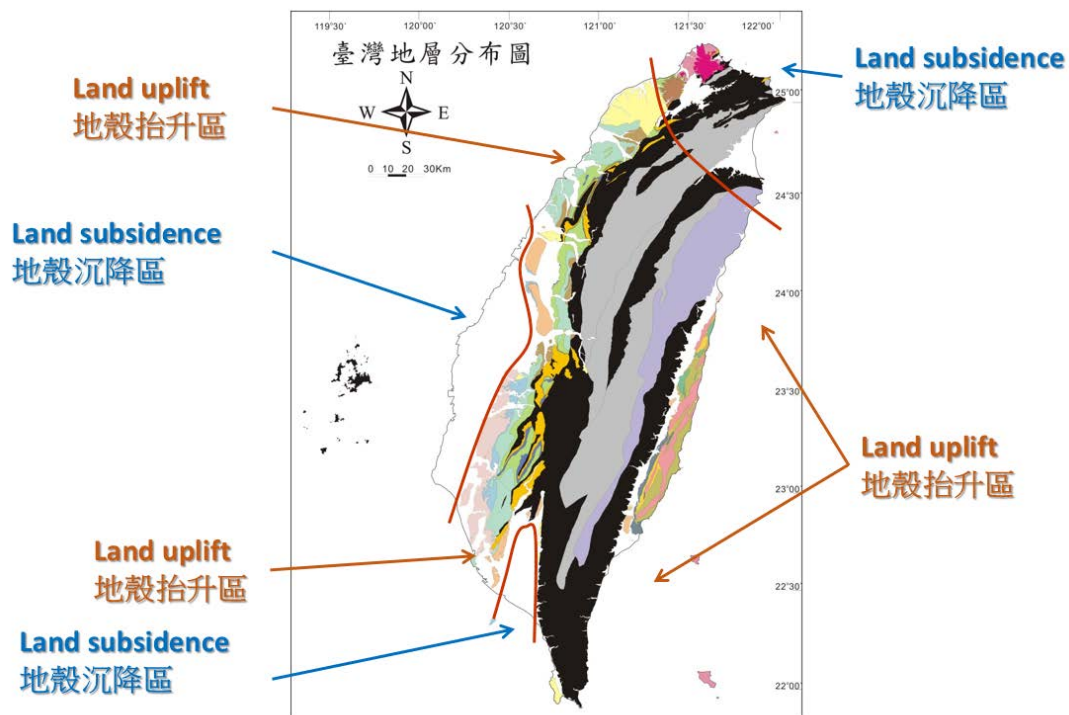 119°30'
120°00'
120°30'
121°00'
121°30'
122°00'
臺灣地層分布圖
N
W
E
S
0 10 20 30Km
25°00'
24°30'
24°00'
23°30'
23°00'
22°30'
22°00'
Land uplift
地殼抬升區
Land subsidence
地殼沉降區
Land subsidence
地殼沉降區
Land uplift
地殼抬升區
Land uplift
地殼抬升區
Land subsidence
地殼沉降區